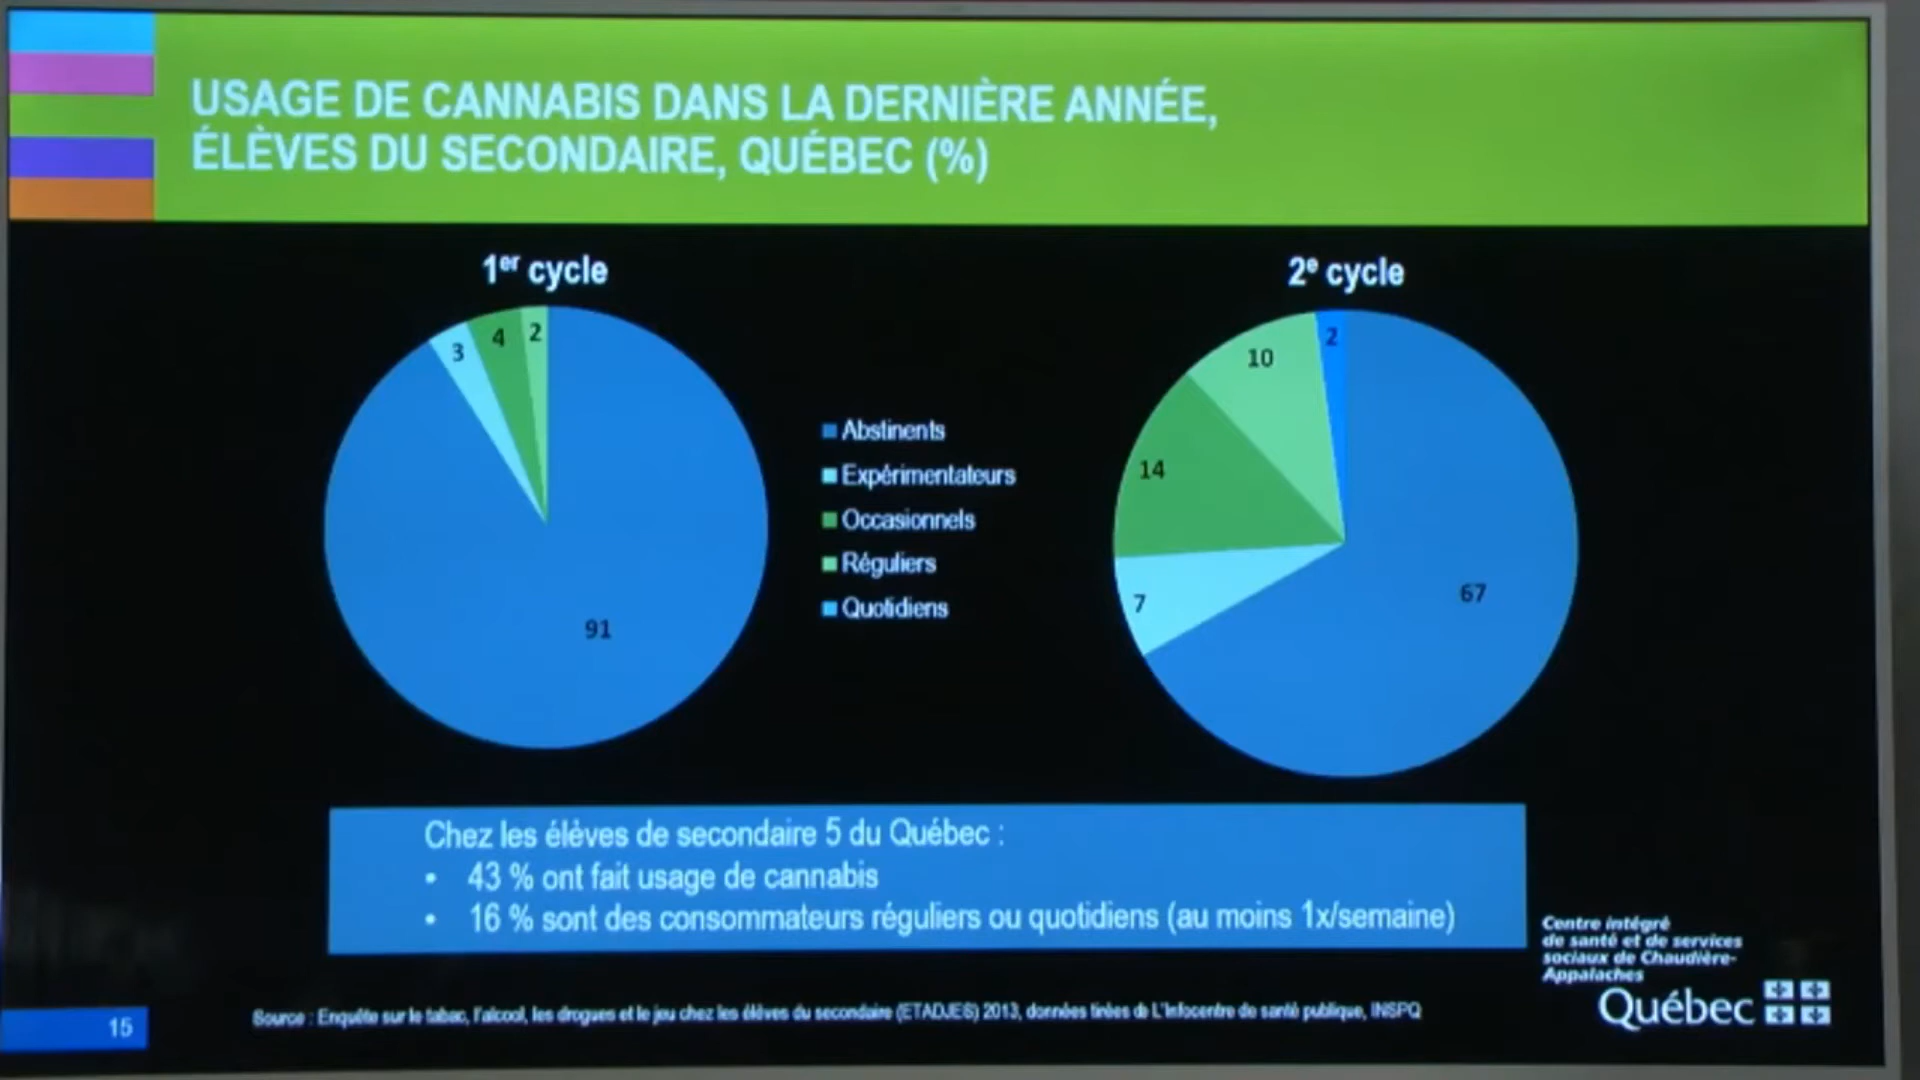 USAGE DE CANNABIS DANS LA DERNIÈRE ANNÉE,
ÉLÈVES DU SECONDAIRE, QUÉBEC (%)
1er cycle
2e cycle
3
4
2
91
Abstinents
Expérimentateurs
Occasionnels
Réguliers
Quotidiens
2
10
14
7
67
Chez les élèves de secondaire 5 du Québec :
• 43 % ont fait usage de cannabis
• 16 % sont des consommateurs réguliers ou quotidiens (au moins 1x/semaine)
Centre intégré
de santé et de services
sociaux de Chaudière-
Appalaches
Québec
15
Source : Enquête sur le tabac, l'alcool, les drogues et le jeu chez les élèves du secondaire (ETADJES) 2013, données tirées de L'Infocentre de santé publique, INSPQ